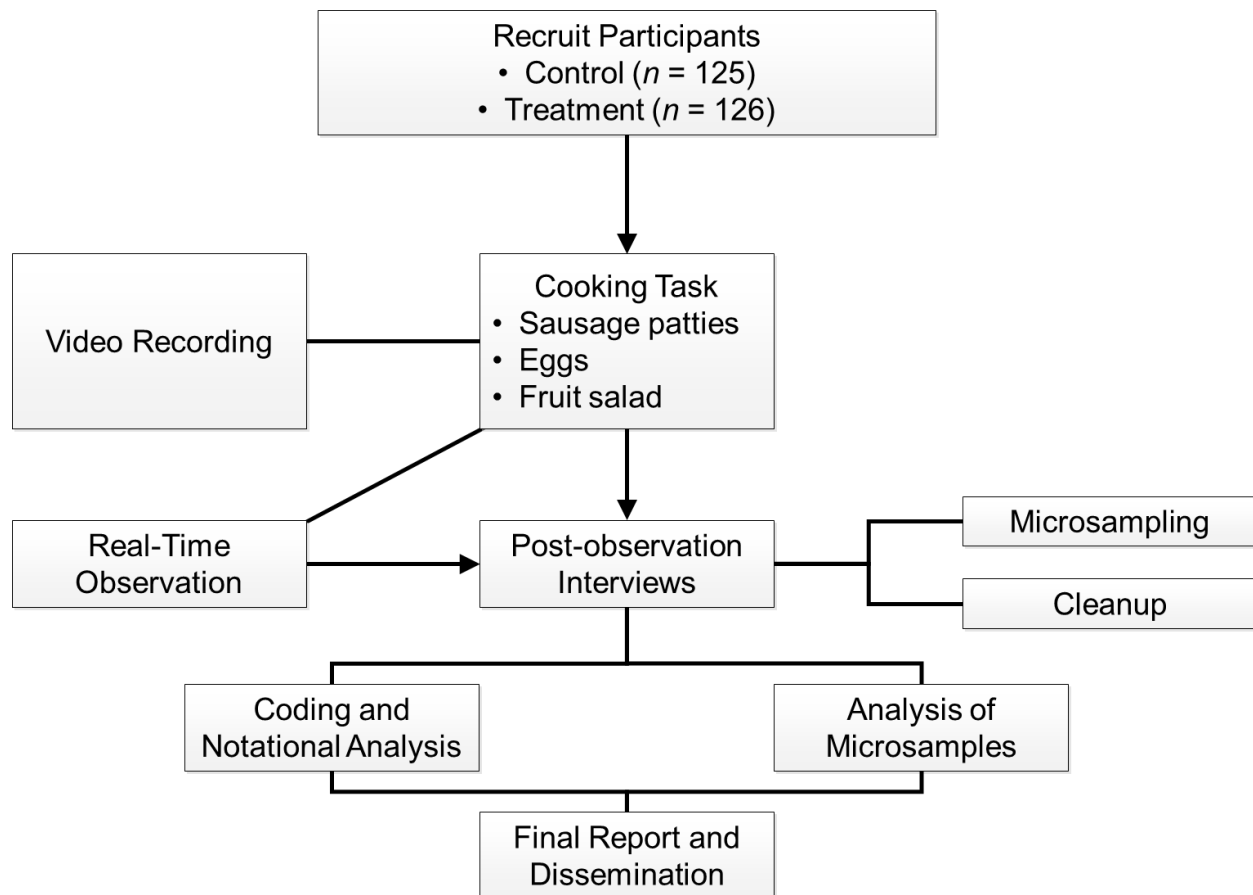 Recruit Participants
• Control (n = 125)
• Treatment (n = 126)
Video Recording
Cooking Task
• Sausage patties
• Eggs
• Fruit salad
Real-Time
Observation
Post-observation
Interviews
Microsampling
Cleanup
Coding and
Notational Analysis
Analysis of
Microsamples
Final Report and
Dissemination